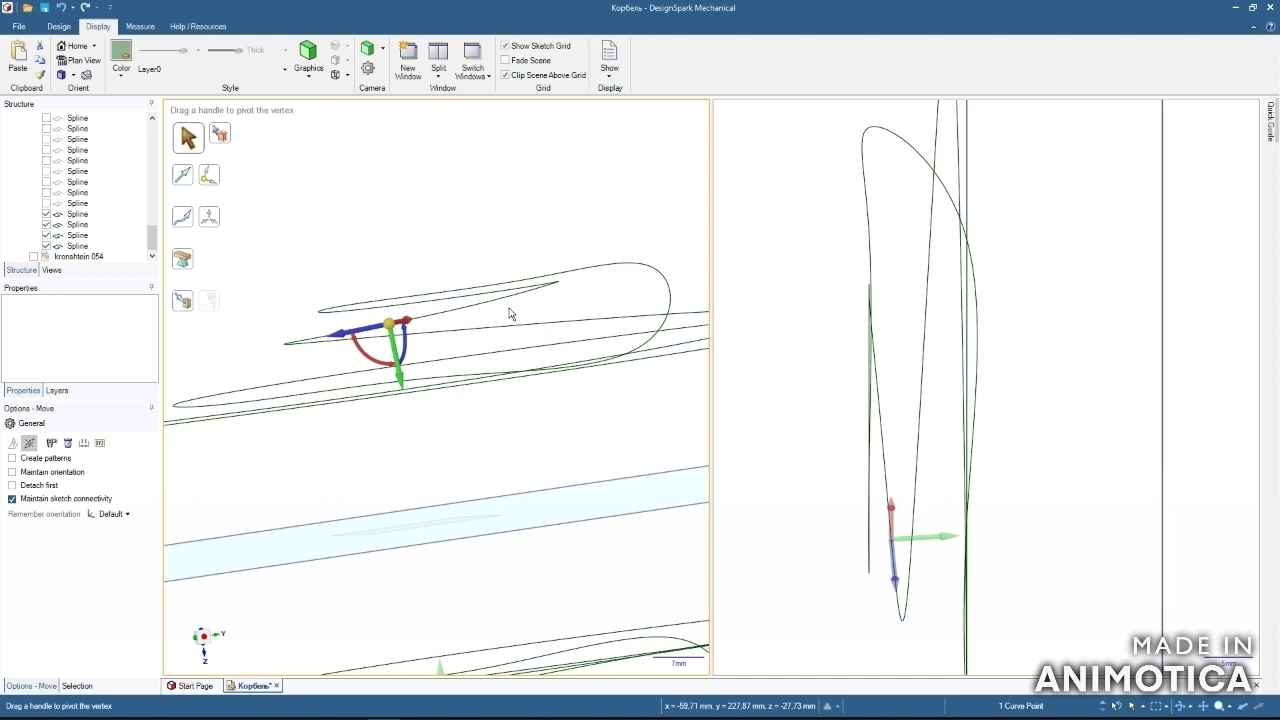 Корбель - DesignSpark Mechanical
File Design Display Measure Help / Resources
Paste
Clipboard
Home
Plan View
Orient
Color
Layer0
Thick
Graphics
Style
Camera
New Window
Split
Switch Windows
Window
Show Sketch Grid
Fade Scene
Clip Scene Above Grid
Grid
Show
Display
Structure
Spline
Spline
Spline
Spline
Spline
Spline
Spline
Spline
Spline
Spline
Spline
Spline
Spline
kronshtein 054
Structure Views
Properties
Properties Layers
Options - Move
General
Create patterns
Maintain orientation
Detach first
Maintain sketch connectivity
Remember orientation Default
Options - Move Selection
Drag a handle to pivot the vertex
Y
Z
7mm
5mm
Quick Guide
MADE IN
ANIMOTICA
Start Page Корбель*
Drag a handle to pivot the vertex
x = -59,71 mm, y = 227,87 mm, z = -27,73 mm
1 Curve Point